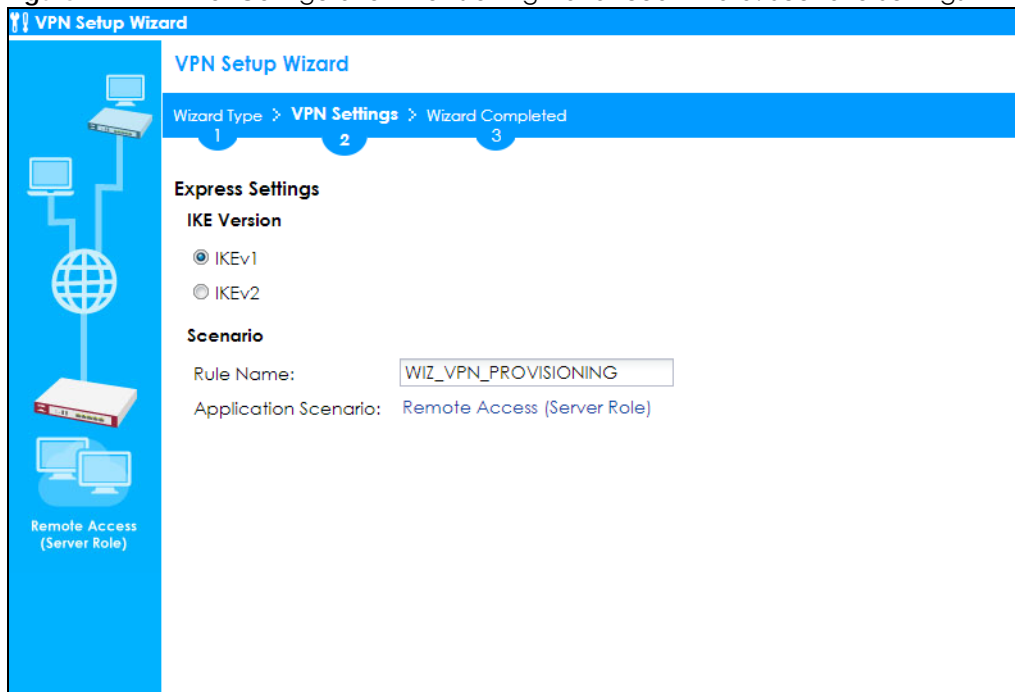 VPN Setup Wizard
VPN Setup Wizard
Wizard Type > VPN Settings > Wizard Completed
1 2 3
Express Settings
IKE Version
IKEv1
IKEv2
Scenario
Rule Name: WIZ_VPN_PROVISIONING
Application Scenario: Remote Access (Server Role)
Remote Access
(Server Role)